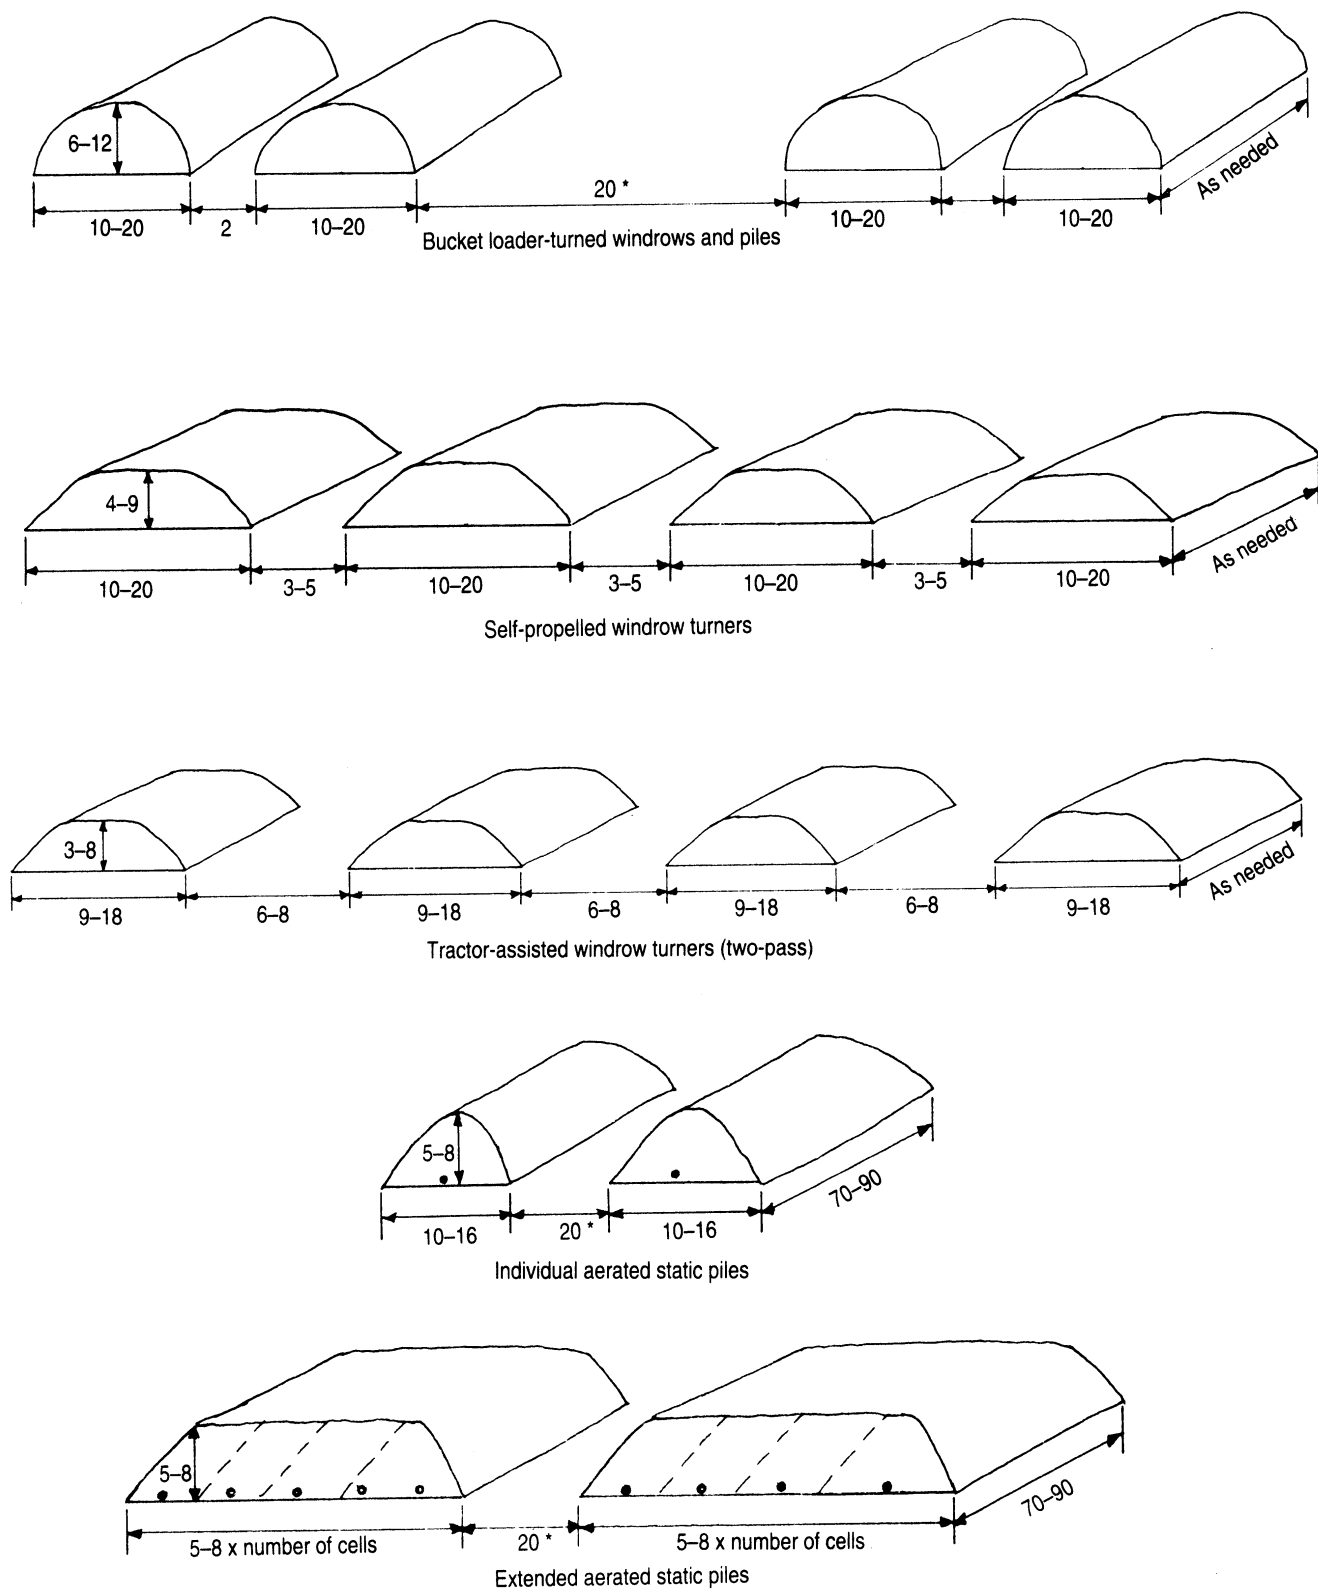 6–12
As needed
20 *
10–20 2 10–20 10–20 10–20
Bucket loader-turned windrows and piles
4–9
As needed
10–20 3–5 10–20 3–5 10–20 3–5 10–20
Self-propelled windrow turners
3–8
As needed
9–18 6–8 9–18 6–8 9–18 6–8 9–18
Tractor-assisted windrow turners (two-pass)
5–8
70–90
10–16 20 * 10–16
Individual aerated static piles
5–8
70–90
5–8 x number of cells 20 * 5–8 x number of cells
Extended aerated static piles